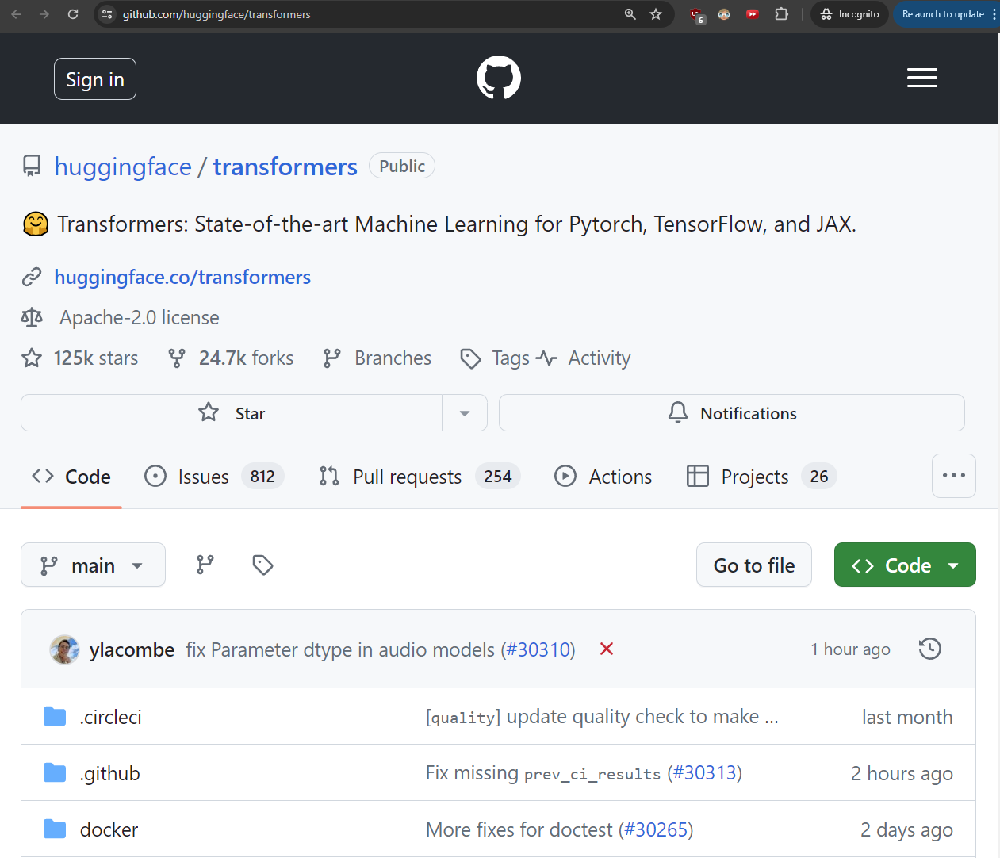 github.com/huggingface/transformers
6
Incognito
Relaunch to update
Sign in
huggingface / transformers Public
🤗 Transformers: State-of-the-art Machine Learning for Pytorch, TensorFlow, and JAX.
huggingface.co/transformers
Apache-2.0 license
125k stars 24.7k forks Branches Tags Activity
Star Notifications
Code Issues 812 Pull requests 254 Actions Projects 26
main Go to file Code
ylacombe fix Parameter dtype in audio models (#30310) 1 hour ago
.circleci [quality] update quality check to make ... last month
.github Fix missing prev_ci_results (#30313) 2 hours ago
docker More fixes for doctest (#30265) 2 days ago